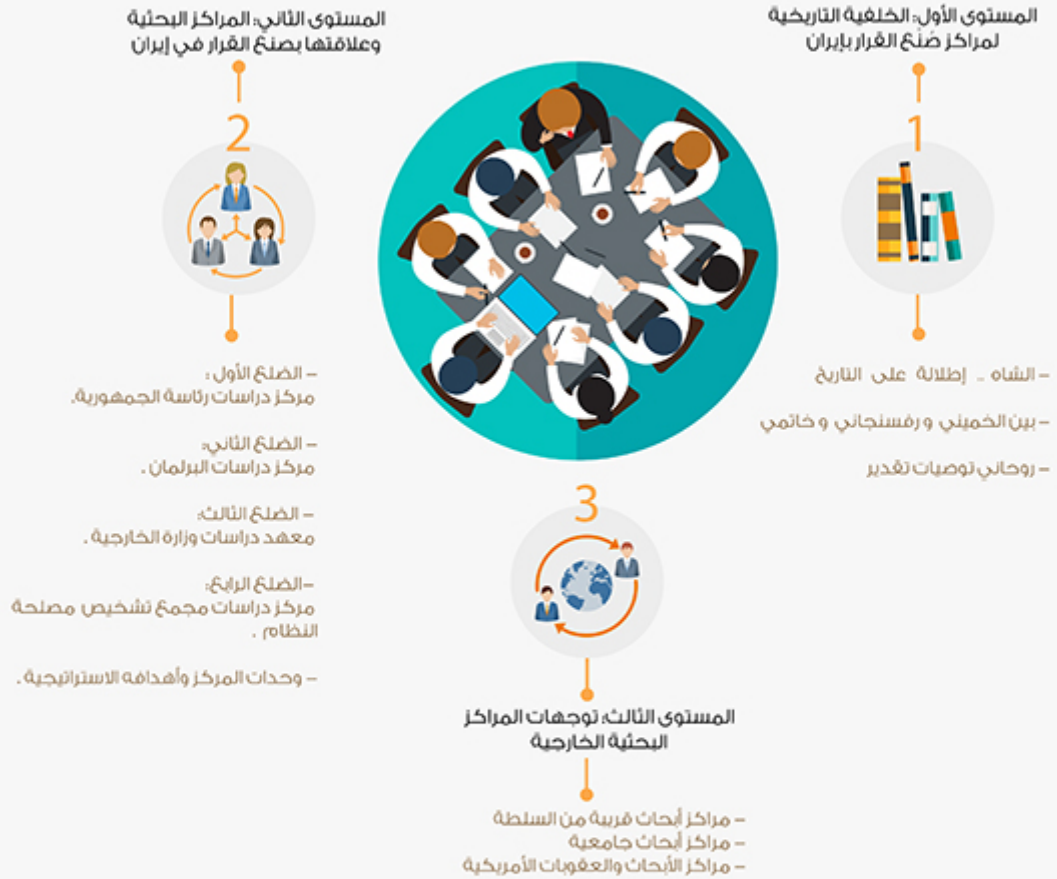 المستوى الأول: الخلفية التاريخية
لمراكز صُنْع القرار بإيران
1
– الشاه .. إطلالة على التاريخ
– بين الخميني و رفسنجاني و خاتمي
– روحاني توصيات تقدير
المستوى الثاني: المراكز البحثية
وعلاقتها بصنع القرار في إيران
2
– الضلع الأول :
مركز دراسات رئاسة الجمهورية.
– الضلع الثاني:
مركز دراسات البرلمان .
– الضلع الثالث:
معهد دراسات وزارة الخارجية .
–الضلع الرابع:
مركز دراسات مجمع تشخيص مصلحة
النظام .
– وحدات المركز وأهدافه الاستراتيجية .
3
المستوى الثالث: توجهات المراكز
البحثية الخارجية
– مراكز أبحاث قريبة من السلطة
– مراكز أبحاث جامعية
– مراكز الأبحاث والعقوبات الأمريكية